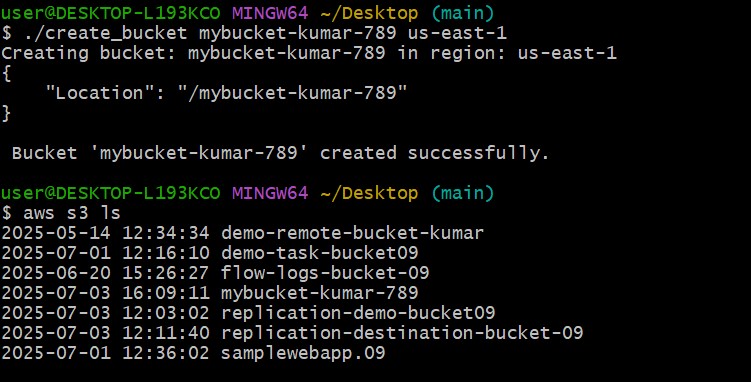 user@DESKTOP-L193KCO MINGW64 ~/Desktop (main)
$ ./create_bucket mybucket-kumar-789 us-east-1
Creating bucket: mybucket-kumar-789 in region: us-east-1
{
    "Location": "/mybucket-kumar-789"
}

 Bucket 'mybucket-kumar-789' created successfully.

user@DESKTOP-L193KCO MINGW64 ~/Desktop (main)
$ aws s3 ls
2025-05-14 12:34:34 demo-remote-bucket-kumar
2025-07-01 12:16:10 demo-task-bucket09
2025-06-20 15:26:27 flow-logs-bucket-09
2025-07-03 16:09:11 mybucket-kumar-789
2025-07-03 12:03:02 replication-demo-bucket09
2025-07-03 12:11:40 replication-destination-bucket-09
2025-07-01 12:36:02 samplewebapp.09